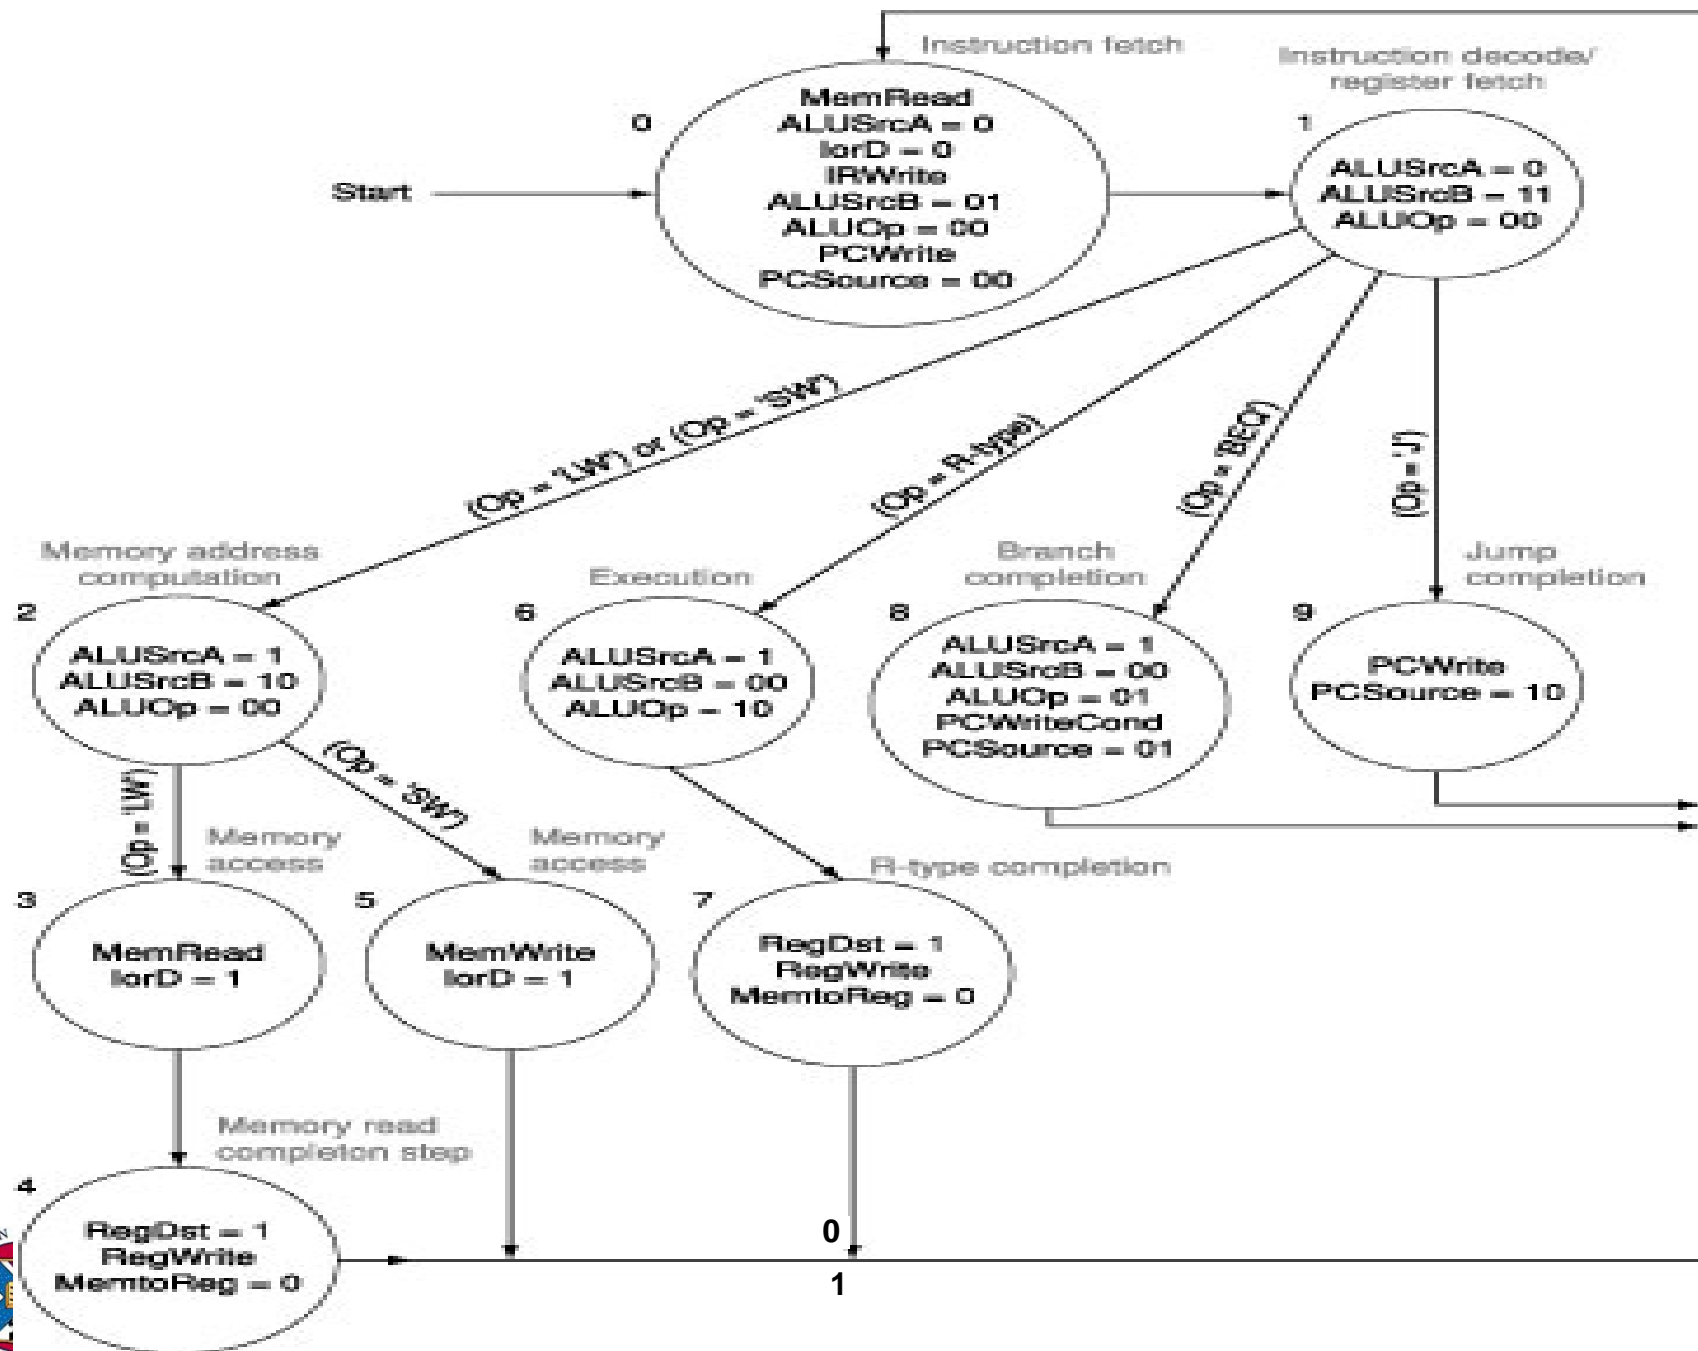 Instruction fetch
Instruction decode/
register fetch
0
MemRead
ALUSrcA = 0
IorD = 0
IRWrite
ALUSrcB = 01
ALUOp = 00
PCWrite
PCSource = 00
1
ALUSrcA = 0
ALUSrcB = 11
ALUOp = 00
Start
(Op = 'LW') or (Op = 'SW')
(Op = R-type)
(Op = 'BEQ')
(Op = 'J')
Memory address
computation
2
ALUSrcA = 1
ALUSrcB = 10
ALUOp = 00
Execution
6
ALUSrcA = 1
ALUSrcB = 00
ALUOp = 10
Branch
completion
8
ALUSrcA = 1
ALUSrcB = 00
ALUOp = 01
PCWriteCond
PCSource = 01
Jump
completion
9
PCWrite
PCSource = 10
(Op = 'LW')
(Op = 'SW')
Memory
access
3
MemRead
IorD = 1
Memory
access
5
MemWrite
IorD = 1
R-type completion
7
RegDst = 1
RegWrite
MemtoReg = 0
Memory read
completon step
4
RegDst = 1
RegWrite
MemtoReg = 0
0
1